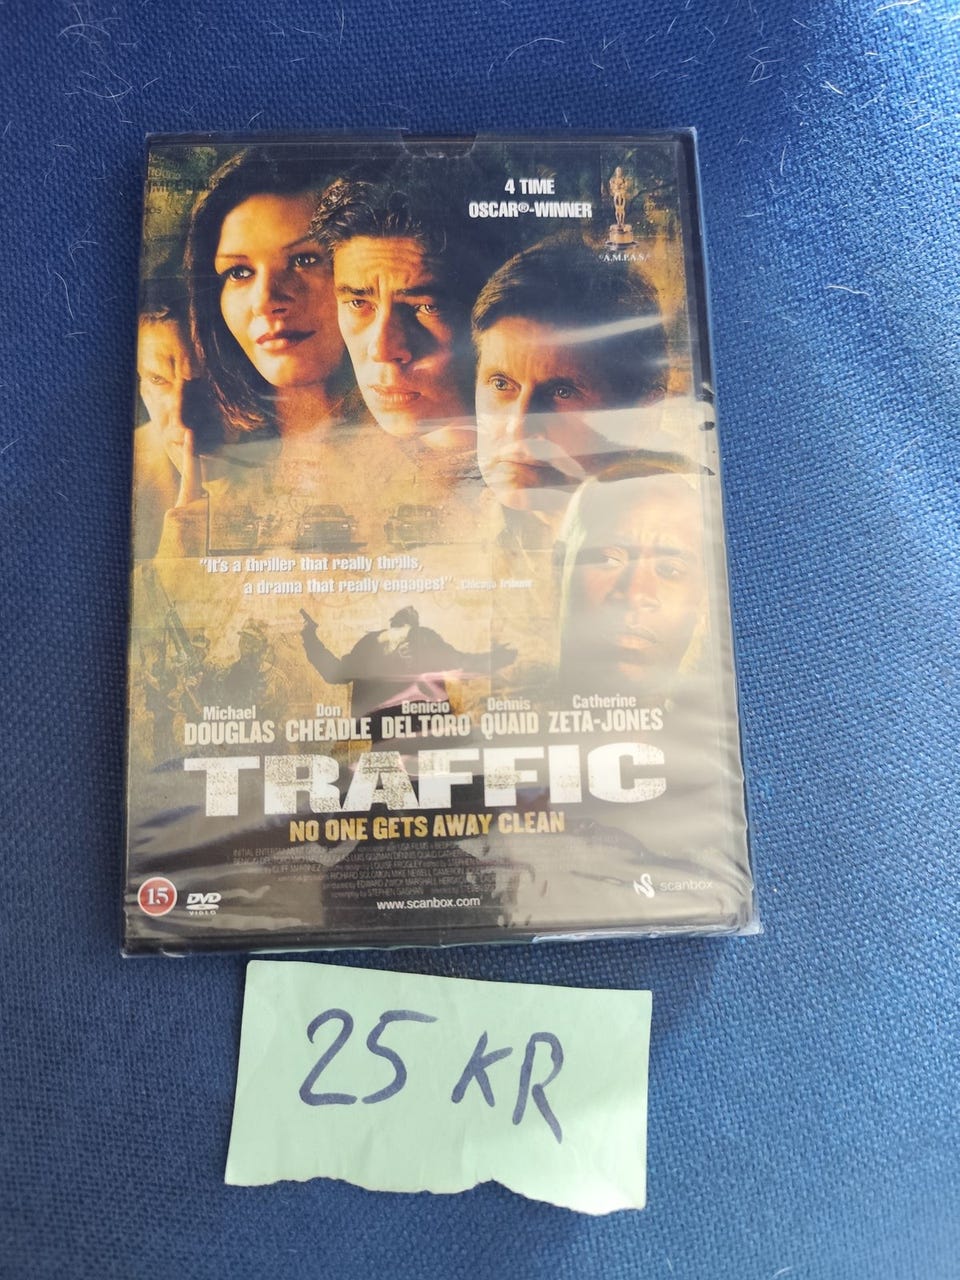 4 TIME
OSCAR®-WINNER
A.M.P.A.S.®
"It's a thriller that really thrills,
a drama that really engages!" Chicago Tribune
Michael DOUGLAS Don CHEADLE Benicio DEL TORO Dennis QUAID Catherine ZETA-JONES
TRAFFIC
NO ONE GETS AWAY CLEAN
15 DVD VIDEO scanbox
www.scanbox.com
25 KR